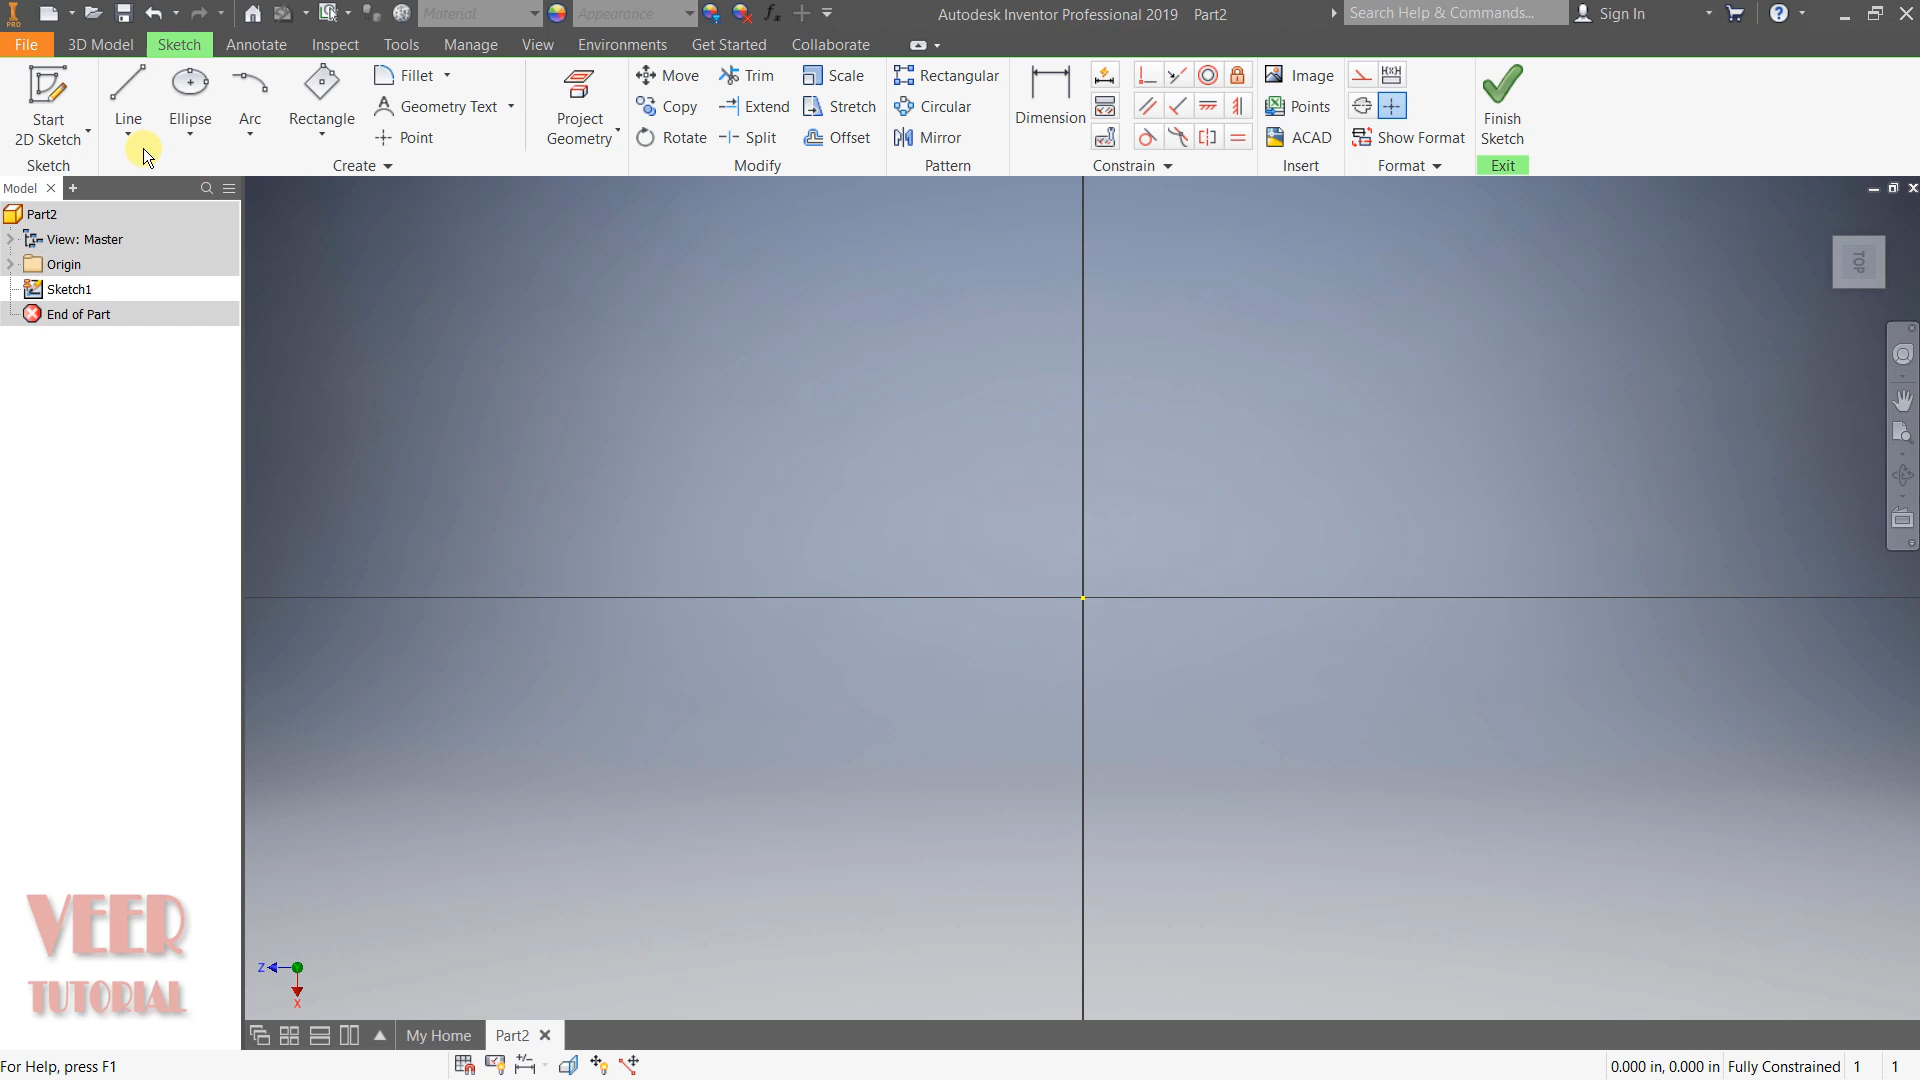 PRO
Material
Appearance
Autodesk Inventor Professional 2019 Part2
Search Help & Commands...
Sign In
File 3D Model Sketch Annotate Inspect Tools Manage View Environments Get Started Collaborate
Start
2D Sketch
Line
Ellipse
Arc
Rectangle
Fillet
Geometry Text
Point
Project
Geometry
Move
Copy
Rotate
Trim
Extend
Split
Scale
Stretch
Offset
Rectangular
Circular
Mirror
Dimension
Image
Points
ACAD
Show Format
Finish
Sketch
Sketch Create Modify Pattern Constrain Insert Format Exit
Model
Part2
View: Master
Origin
Sketch1
End of Part
TOP
VEER
TUTORIAL
Z
X
My Home Part2
For Help, press F1
0.000 in, 0.000 in Fully Constrained 1 1